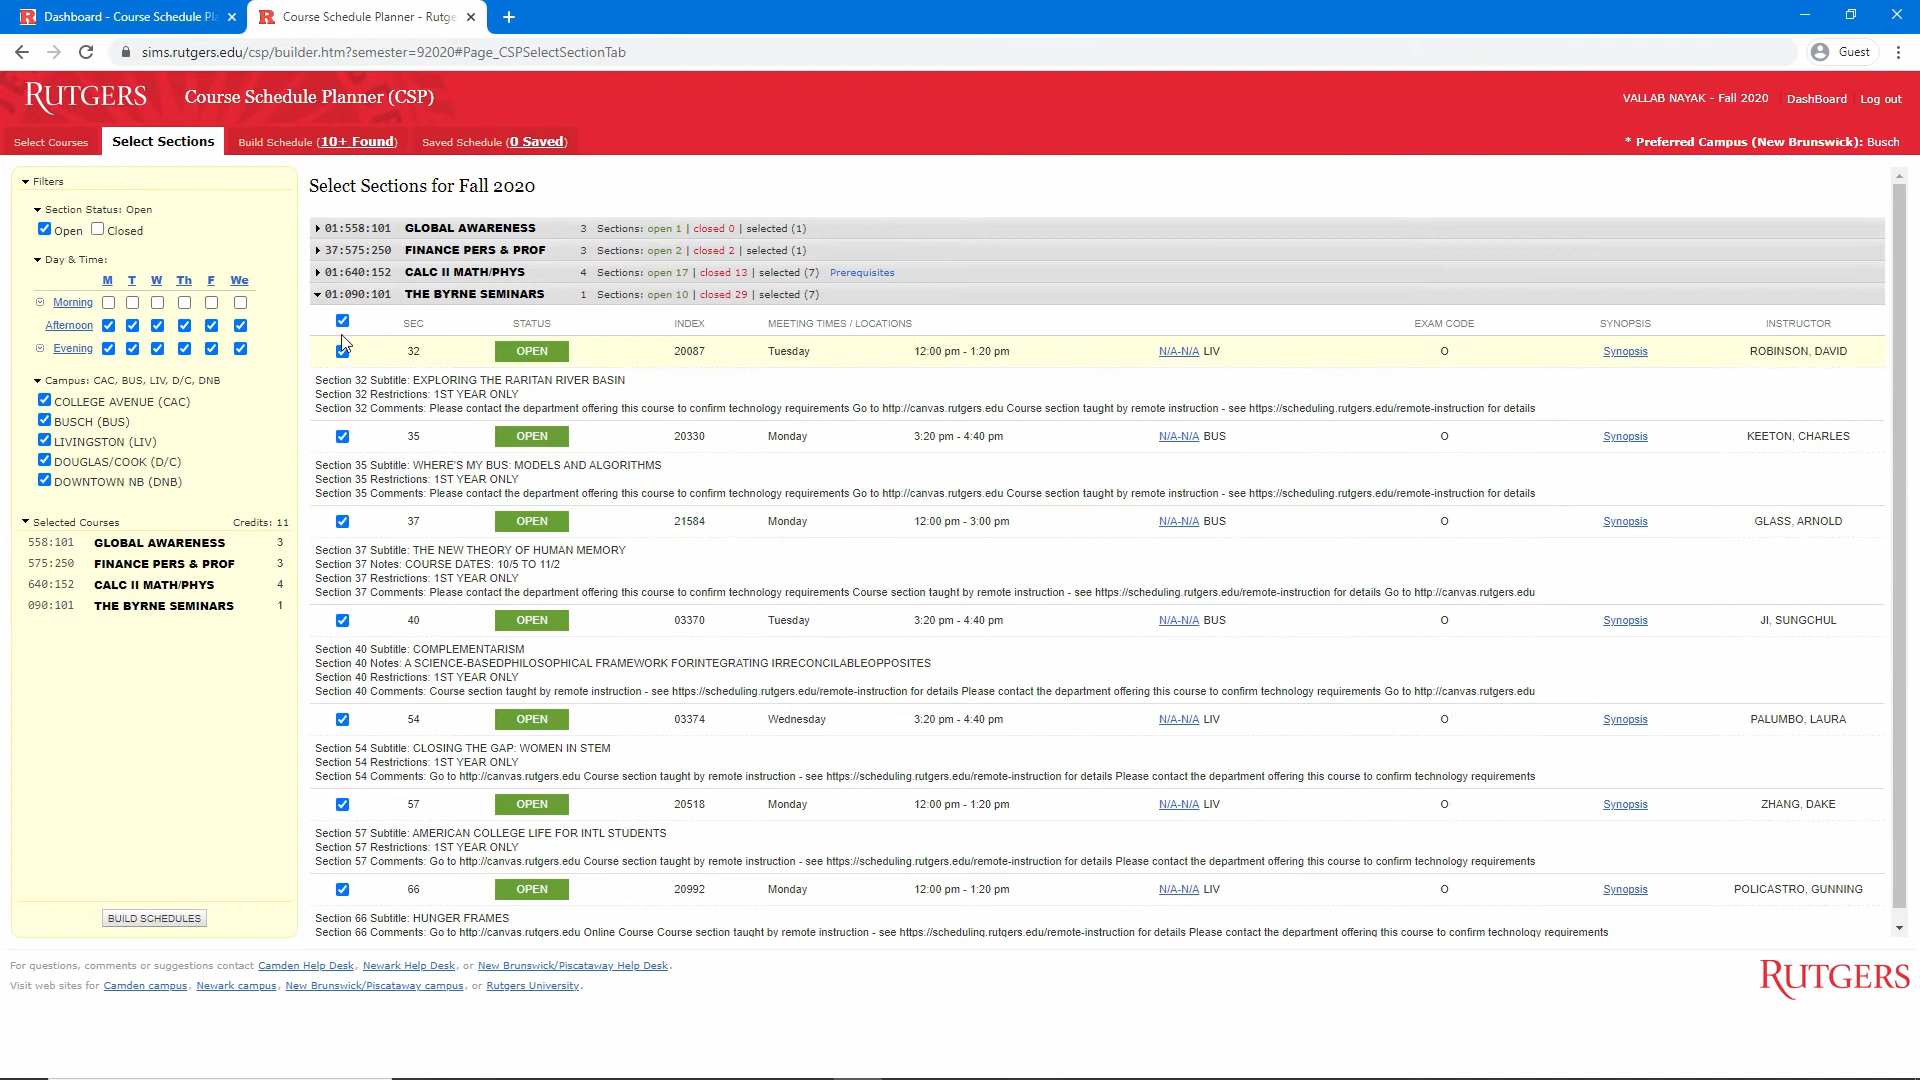 Dashboard - Course Schedule Pla
Course Schedule Planner - Rutge
sims.rutgers.edu/csp/builder.htm?semester=92020#Page_CSPSelectSectionTab
Guest
RUTGERS
Course Schedule Planner (CSP)
VALLAB NAYAK - Fall 2020 DashBoard Log out
Select Courses Select Sections Build Schedule (10+ Found) Saved Schedule (0 Saved)
* Preferred Campus (New Brunswick): Busch
Filters
Section Status: Open
Open Closed
Day & Time:
M T W Th F We
Morning
Afternoon
Evening
Campus: CAC, BUS, LIV, D/C, DNB
COLLEGE AVENUE (CAC)
BUSCH (BUS)
LIVINGSTON (LIV)
DOUGLAS/COOK (D/C)
DOWNTOWN NB (DNB)
Selected Courses Credits: 11
558:101 GLOBAL AWARENESS 3
575:250 FINANCE PERS & PROF 3
640:152 CALC II MATH/PHYS 4
090:101 THE BYRNE SEMINARS 1
BUILD SCHEDULES
Select Sections for Fall 2020
01:558:101 GLOBAL AWARENESS 3 Sections: open 1 | closed 0 | selected (1)
37:575:250 FINANCE PERS & PROF 3 Sections: open 2 | closed 2 | selected (1)
01:640:152 CALC II MATH/PHYS 4 Sections: open 17 | closed 13 | selected (7) Prerequisites
01:090:101 THE BYRNE SEMINARS 1 Sections: open 10 | closed 29 | selected (7)
SEC STATUS INDEX MEETING TIMES / LOCATIONS EXAM CODE SYNOPSIS INSTRUCTOR
32 OPEN 20087 Tuesday 12:00 pm - 1:20 pm N/A-N/A LIV O Synopsis ROBINSON, DAVID
Section 32 Subtitle: EXPLORING THE RARITAN RIVER BASIN
Section 32 Restrictions: 1ST YEAR ONLY
Section 32 Comments: Please contact the department offering this course to confirm technology requirements Go to http://canvas.rutgers.edu Course section taught by remote instruction - see https://scheduling.rutgers.edu/remote-instruction for details
35 OPEN 20330 Monday 3:20 pm - 4:40 pm N/A-N/A BUS O Synopsis KEETON, CHARLES
Section 35 Subtitle: WHERE'S MY BUS: MODELS AND ALGORITHMS
Section 35 Restrictions: 1ST YEAR ONLY
Section 35 Comments: Please contact the department offering this course to confirm technology requirements Go to http://canvas.rutgers.edu Course section taught by remote instruction - see https://scheduling.rutgers.edu/remote-instruction for details
37 OPEN 21584 Monday 12:00 pm - 3:00 pm N/A-N/A BUS O Synopsis GLASS, ARNOLD
Section 37 Subtitle: THE NEW THEORY OF HUMAN MEMORY
Section 37 Notes: COURSE DATES: 10/5 TO 11/2
Section 37 Restrictions: 1ST YEAR ONLY
Section 37 Comments: Please contact the department offering this course to confirm technology requirements Course section taught by remote instruction - see https://scheduling.rutgers.edu/remote-instruction for details Go to http://canvas.rutgers.edu
40 OPEN 03370 Tuesday 3:20 pm - 4:40 pm N/A-N/A BUS O Synopsis JI, SUNGCHUL
Section 40 Subtitle: COMPLEMENTARISM
Section 40 Notes: A SCIENCE-BASEDPHILOSOPHICAL FRAMEWORK FORINTEGRATING IRRECONCILABLEOPPOSITES
Section 40 Restrictions: 1ST YEAR ONLY
Section 40 Comments: Course section taught by remote instruction - see https://scheduling.rutgers.edu/remote-instruction for details Please contact the department offering this course to confirm technology requirements Go to http://canvas.rutgers.edu
54 OPEN 03374 Wednesday 3:20 pm - 4:40 pm N/A-N/A LIV O Synopsis PALUMBO, LAURA
Section 54 Subtitle: CLOSING THE GAP: WOMEN IN STEM
Section 54 Restrictions: 1ST YEAR ONLY
Section 54 Comments: Go to http://canvas.rutgers.edu Course section taught by remote instruction - see https://scheduling.rutgers.edu/remote-instruction for details Please contact the department offering this course to confirm technology requirements
57 OPEN 20518 Monday 12:00 pm - 1:20 pm N/A-N/A LIV O Synopsis ZHANG, DAKE
Section 57 Subtitle: AMERICAN COLLEGE LIFE FOR INTL STUDENTS
Section 57 Restrictions: 1ST YEAR ONLY
Section 57 Comments: Go to http://canvas.rutgers.edu Course section taught by remote instruction - see https://scheduling.rutgers.edu/remote-instruction for details Please contact the department offering this course to confirm technology requirements
66 OPEN 20992 Monday 12:00 pm - 1:20 pm N/A-N/A LIV O Synopsis POLICASTRO, GUNNING
Section 66 Subtitle: HUNGER FRAMES
Section 66 Comments: Go to http://canvas.rutgers.edu Online Course Course section taught by remote instruction - see https://scheduling.rutgers.edu/remote-instruction for details Please contact the department offering this course to confirm technology requirements
For questions, comments or suggestions contact Camden Help Desk, Newark Help Desk, or New Brunswick/Piscataway Help Desk.
Visit web sites for Camden campus, Newark campus, New Brunswick/Piscataway campus, or Rutgers University.
RUTGERS